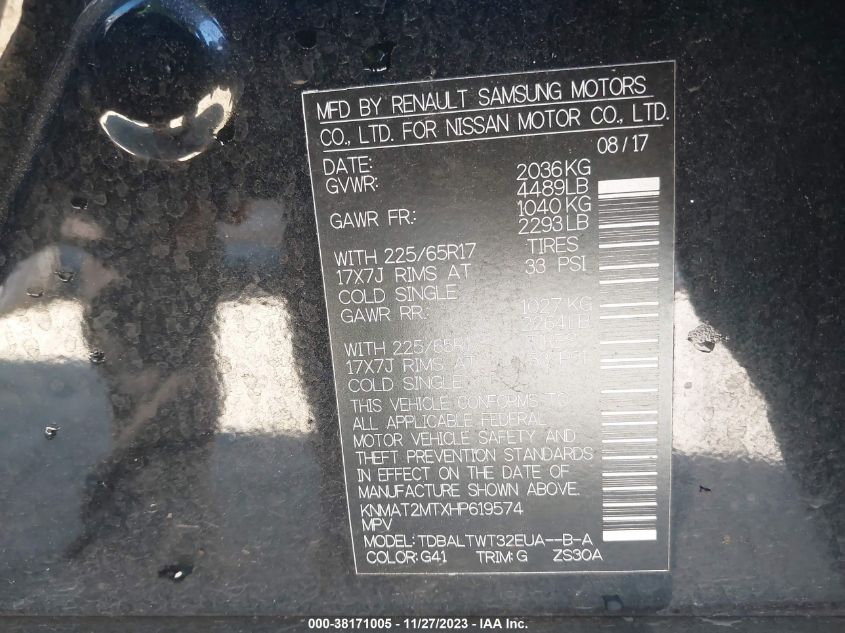 MFD BY RENAULT SAMSUNG MOTORS
CO., LTD. FOR NISSAN MOTOR CO., LTD.
DATE: 08/17
GVWR: 2036KG
4489LB
GAWR FR.: 1040KG
2293LB
WITH 225/65R17 TIRES
17X7J RIMS AT 33 PSI
COLD SINGLE
GAWR RR.: 1027KG
2264LB
WITH 225/65R17 TIRES
17X7J RIMS AT PSI
COLD SINGLE
THIS VEHICLE CONFORMS TO
ALL APPLICABLE FEDERAL
MOTOR VEHICLE SAFETY AND
THEFT PREVENTION STANDARDS
IN EFFECT ON THE DATE OF
MANUFACTURE SHOWN ABOVE.
KNMAT2MTXHP619574
MPV
MODEL: TDBALTWT32EUA--B-A
COLOR: G41 TRIM: G ZS30A
000-38171005 - 11/27/2023 - IAA Inc.